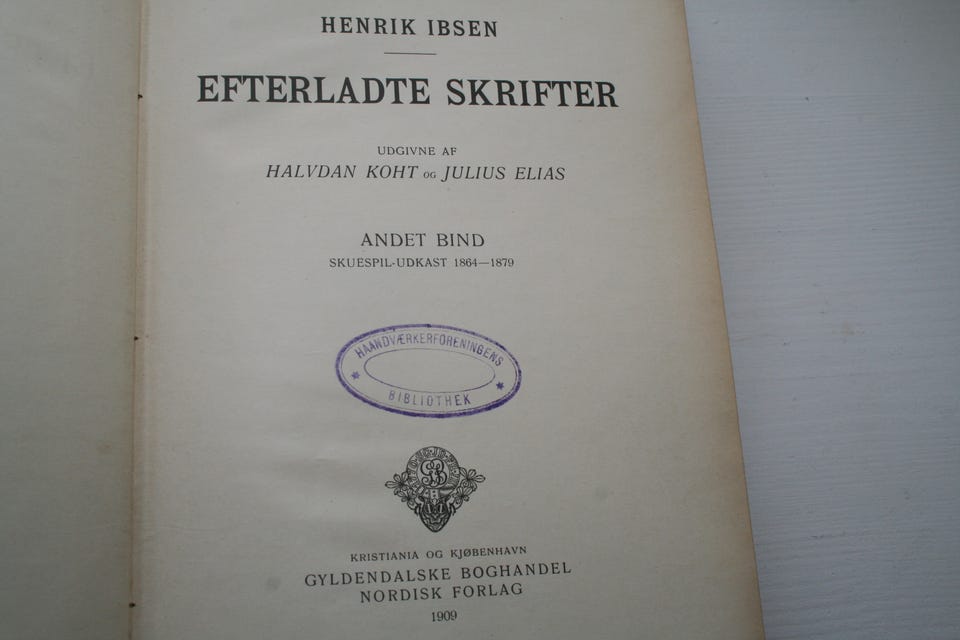 HENRIK IBSEN
EFTERLADTE SKRIFTER
UDGIVNE AF
HALVDAN KOHT OG JULIUS ELIAS
ANDET BIND
SKUESPIL-UDKAST 1864—1879
HAANDVÆRKERFORENINGENS
BIBLIOTHEK
KRISTIANIA OG KJØBENHAVN
GYLDENDALSKE BOGHANDEL
NORDISK FORLAG
1909